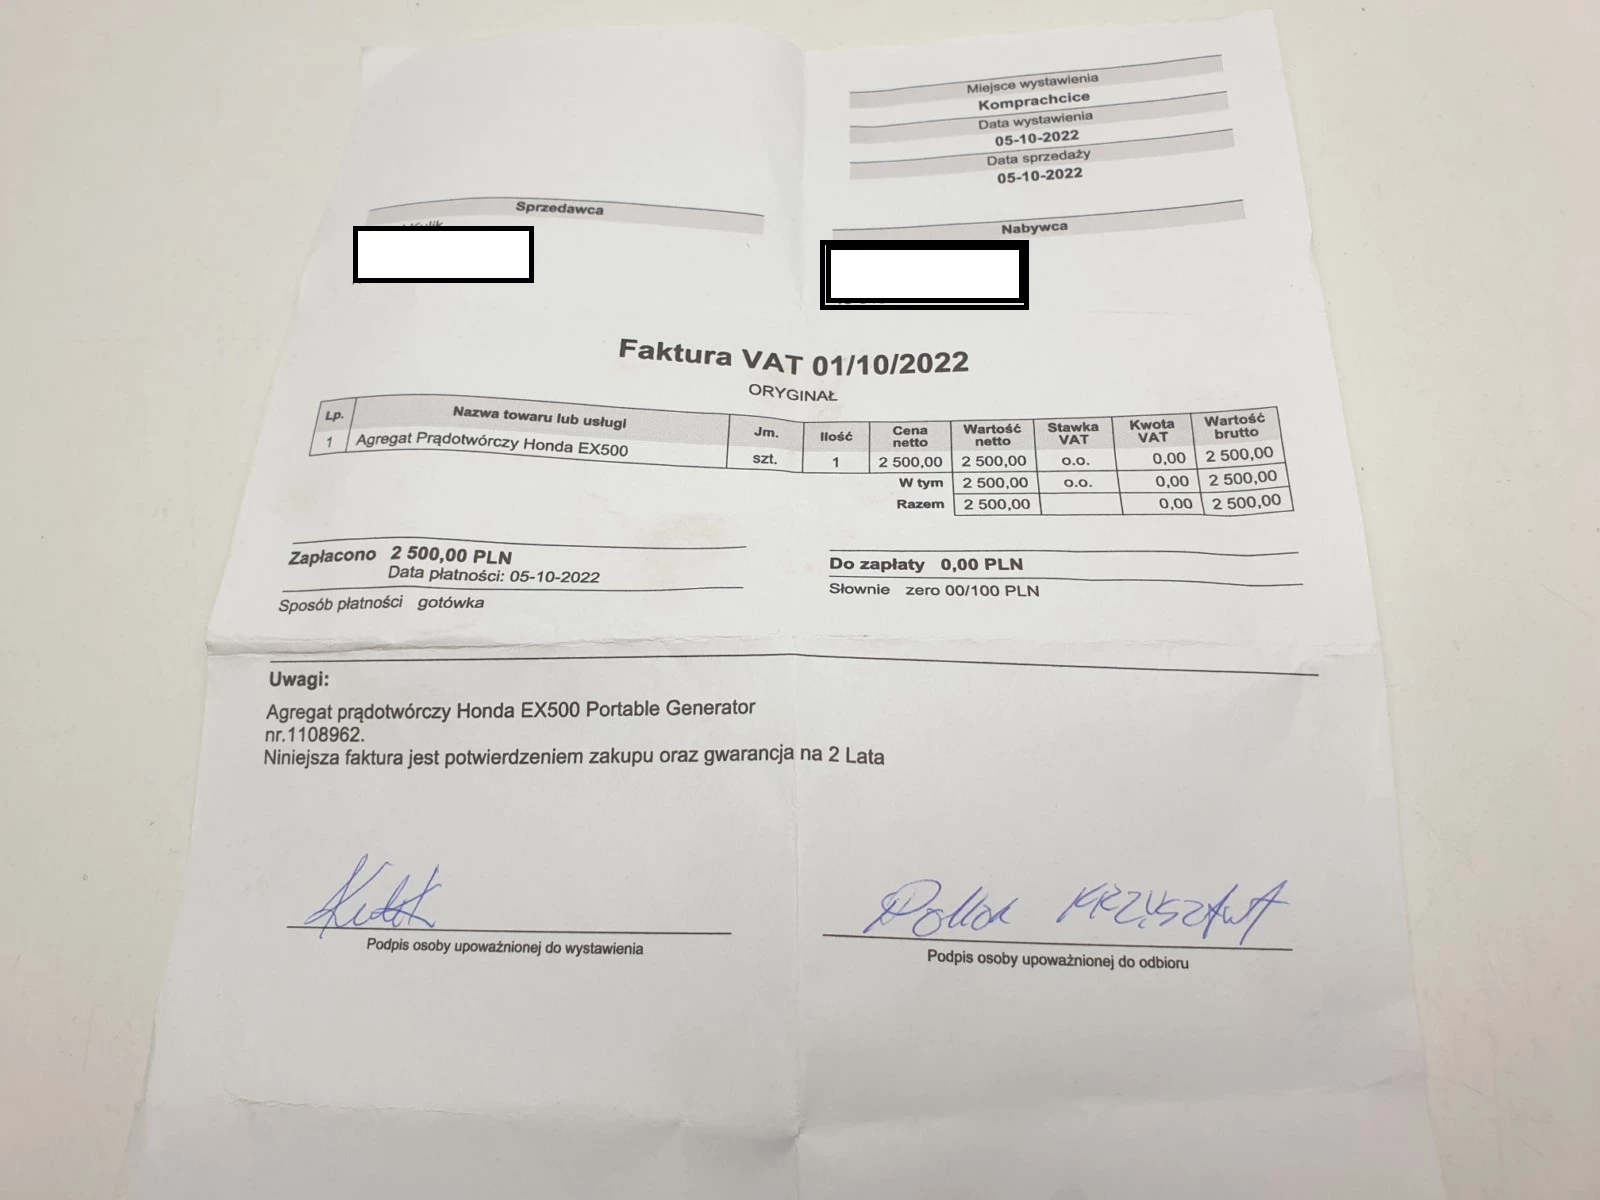 Miejsce wystawienia
Komprachcice
Data wystawienia
05-10-2022
Data sprzedaży
05-10-2022
Sprzedawca
Nabywca
Faktura VAT 01/10/2022
ORYGINAŁ
Lp. Nazwa towaru lub usługi Jm. Ilość Cena netto Wartość netto Stawka VAT Kwota VAT Wartość brutto
1 Agregat Prądotwórczy Honda EX500 szt. 1 2 500,00 2 500,00 o.o. 0,00 2 500,00
W tym 2 500,00 o.o. 0,00 2 500,00
Razem 2 500,00 0,00 2 500,00
Zapłacono 2 500,00 PLN
Data płatności: 05-10-2022
Sposób płatności gotówka
Do zapłaty 0,00 PLN
Słownie zero 00/100 PLN
Uwagi:
Agregat prądotwórczy Honda EX500 Portable Generator
nr.1108962.
Niniejsza faktura jest potwierdzeniem zakupu oraz gwarancja na 2 Lata
Podpis osoby upoważnionej do wystawienia
Podpis osoby upoważnionej do odbioru